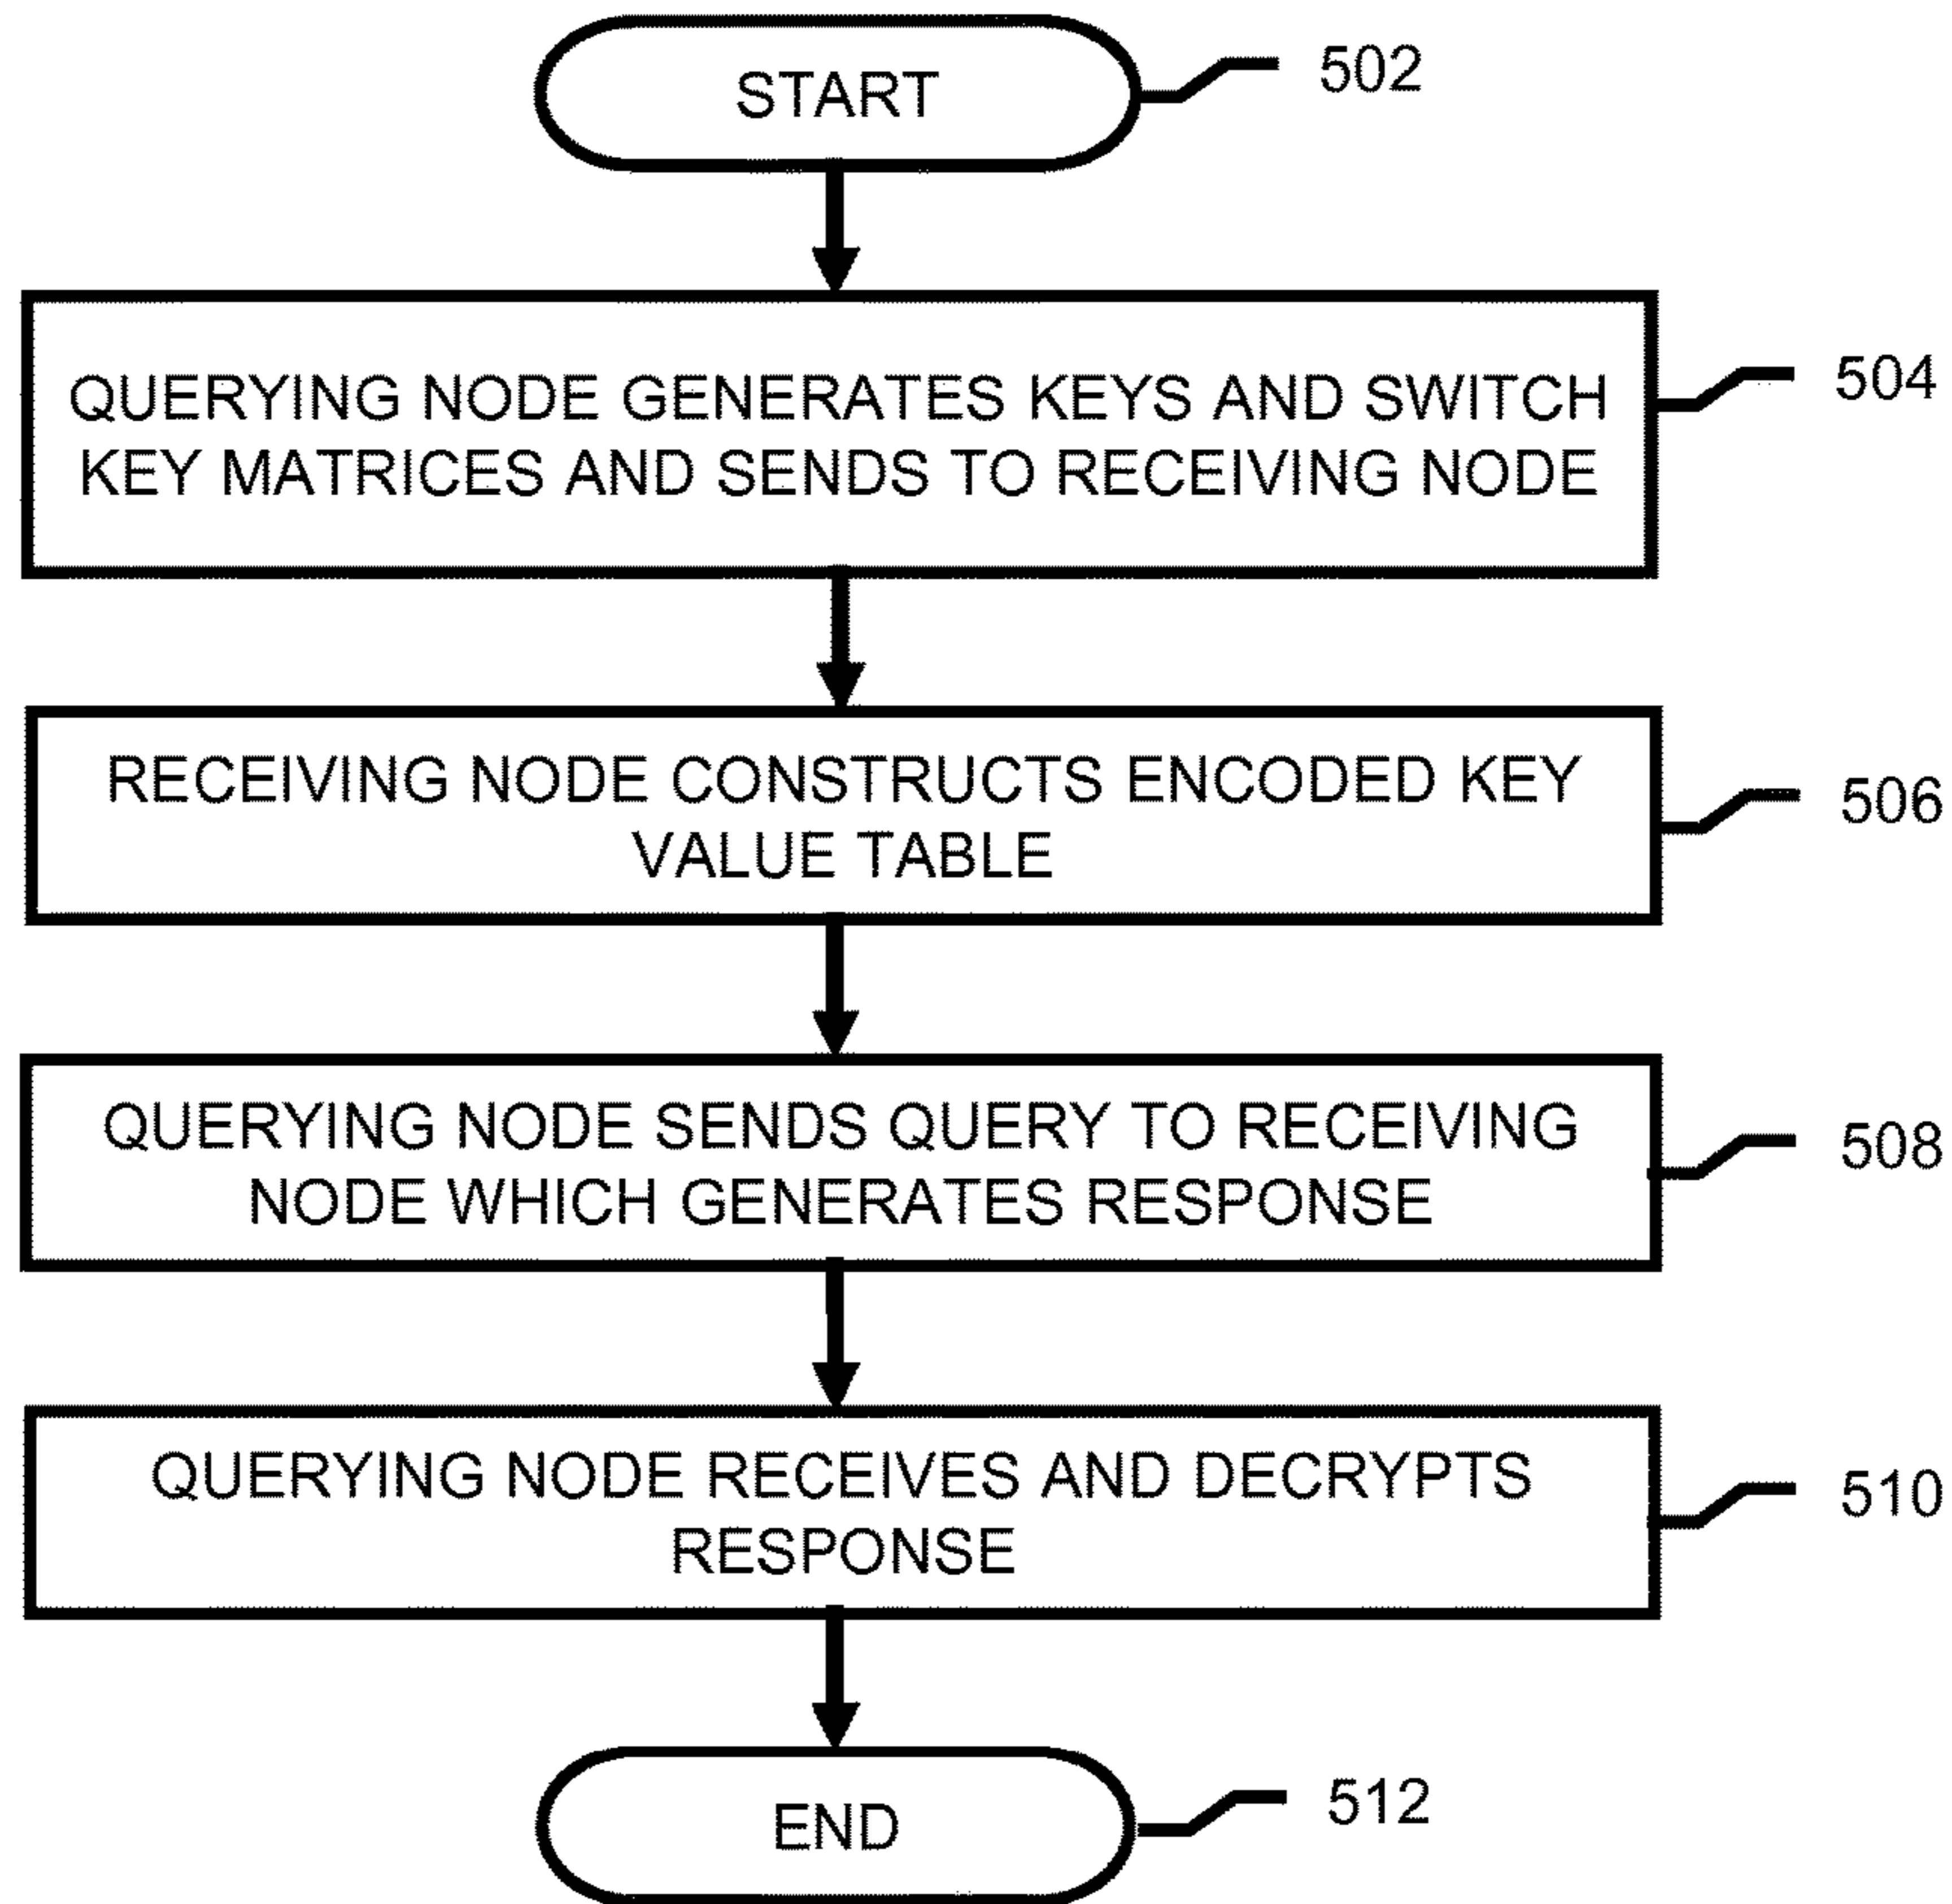 START
502
QUERYING NODE GENERATES KEYS AND SWITCH
KEY MATRICES AND SENDS TO RECEIVING NODE
504
RECEIVING NODE CONSTRUCTS ENCODED KEY
VALUE TABLE
506
QUERYING NODE SENDS QUERY TO RECEIVING
NODE WHICH GENERATES RESPONSE
508
QUERYING NODE RECEIVES AND DECRYPTS
RESPONSE
510
END
512